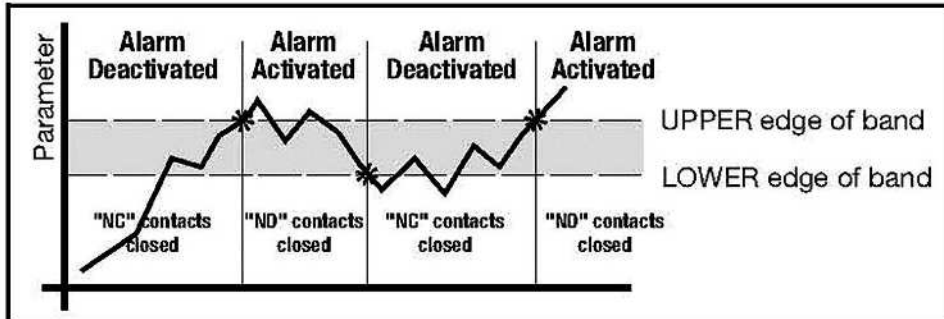 Alarm
Deactivated
Alarm
Activated
Alarm
Deactivated
Alarm
Activated
Parameter
UPPER edge of band
LOWER edge of band
"NC" contacts
closed
"NO" contacts
closed
"NC" contacts
closed
"NO" contacts
closed